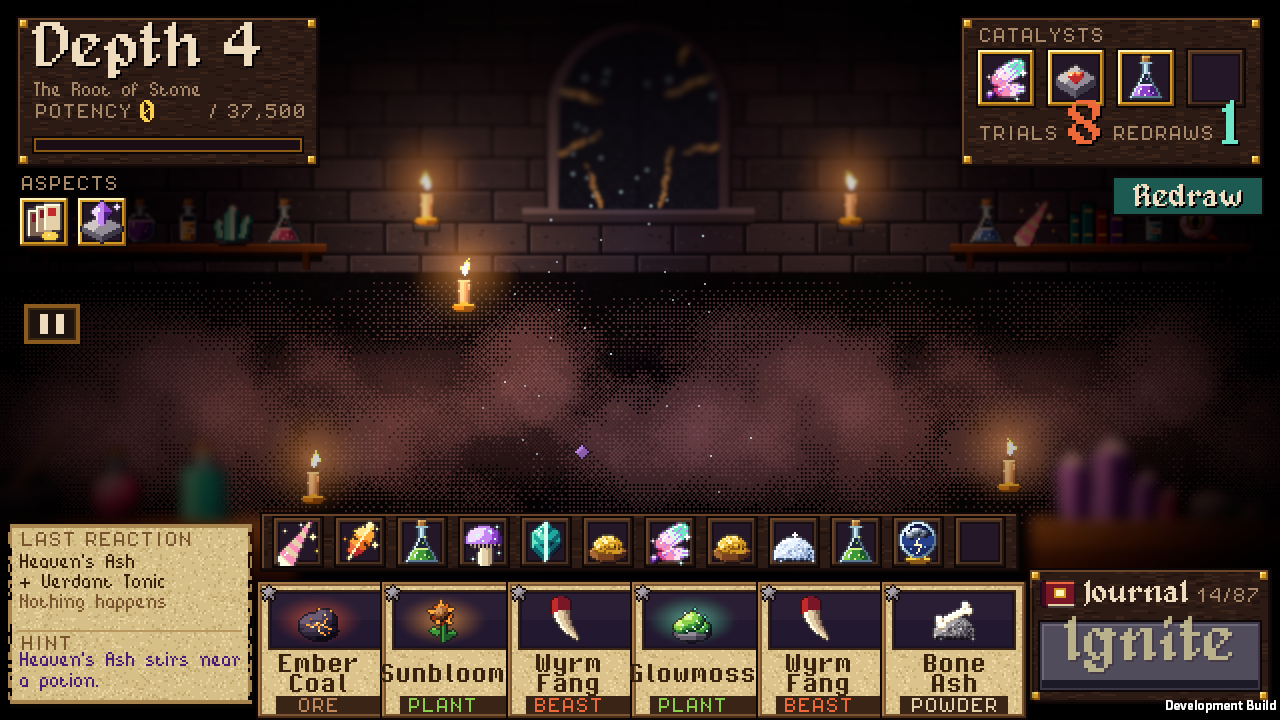 Depth 4
The Root of Stone
POTENCY 0 / 37,500
ASPECTS
CATALYSTS
TRIALS 8 REDRAWS 1
Redraw
LAST REACTION
Heaven's Ash
+ Verdant Tonic
Nothing happens
HINT
Heaven's Ash stirs near
a potion.
Ember
Coal
ORE
Sunbloom
PLANT
Wyrm
Fang
BEAST
Glowmoss
PLANT
Wyrm
Fang
BEAST
Bone
Ash
POWDER
Journal 14/87
Ignite
Development Build